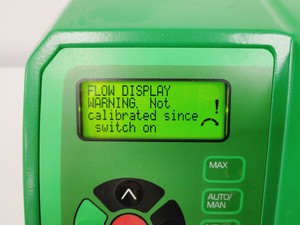 FLOW DISPLAY
WARNING. Not
calibrated since !
switch on
MAX
AUTO/
MAN